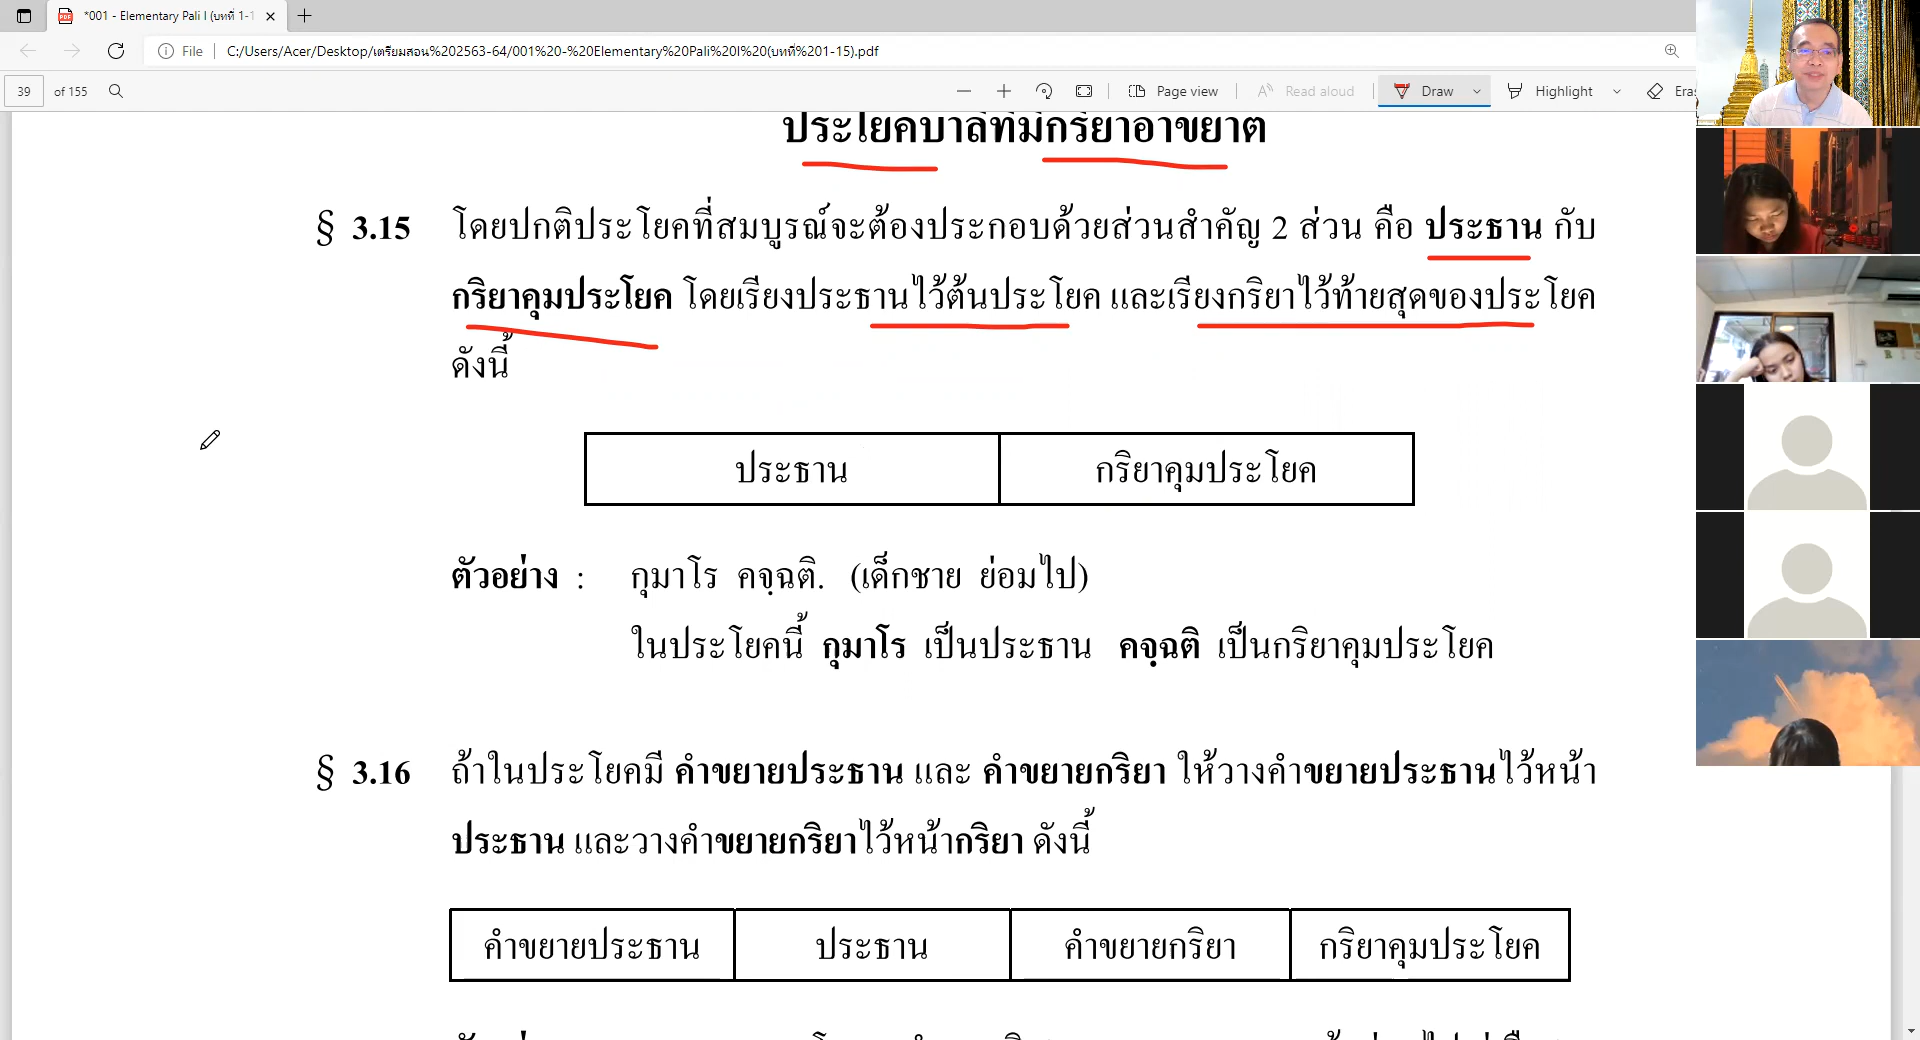 *001 - Elementary Pali I (บทที่ 1-1
File
C:/Users/Acer/Desktop/เตรียมสอน%202563-64/001%20-%20Elementary%20Pali%20I%20(บทที่%201-15).pdf
39 of 155
Page view
Read aloud
Draw
Highlight
Eras
ประโยคบาลีที่มีกริยาอาขยาต
§ 3.15 โดยปกติประโยคที่สมบูรณ์จะต้องประกอบด้วยส่วนสำคัญ 2 ส่วน คือ ประธาน กับ
กริยาคุมประโยค โดยเรียงประธานไว้ต้นประโยค และเรียงกริยาไว้ท้ายสุดของประโยค
ดังนี้
ประธาน กริยาคุมประโยค
ตัวอย่าง : กุมาโร คจฺฉติ. (เด็กชาย ย่อมไป)
ในประโยคนี้ กุมาโร เป็นประธาน คจฺฉติ เป็นกริยาคุมประโยค
§ 3.16 ถ้าในประโยคมี คำขยายประธาน และ คำขยายกริยา ให้วางคำขยายประธานไว้หน้า
ประธาน และวางคำขยายกริยาไว้หน้ากริยา ดังนี้
คำขยายประธาน ประธาน คำขยายกริยา กริยาคุมประโยค